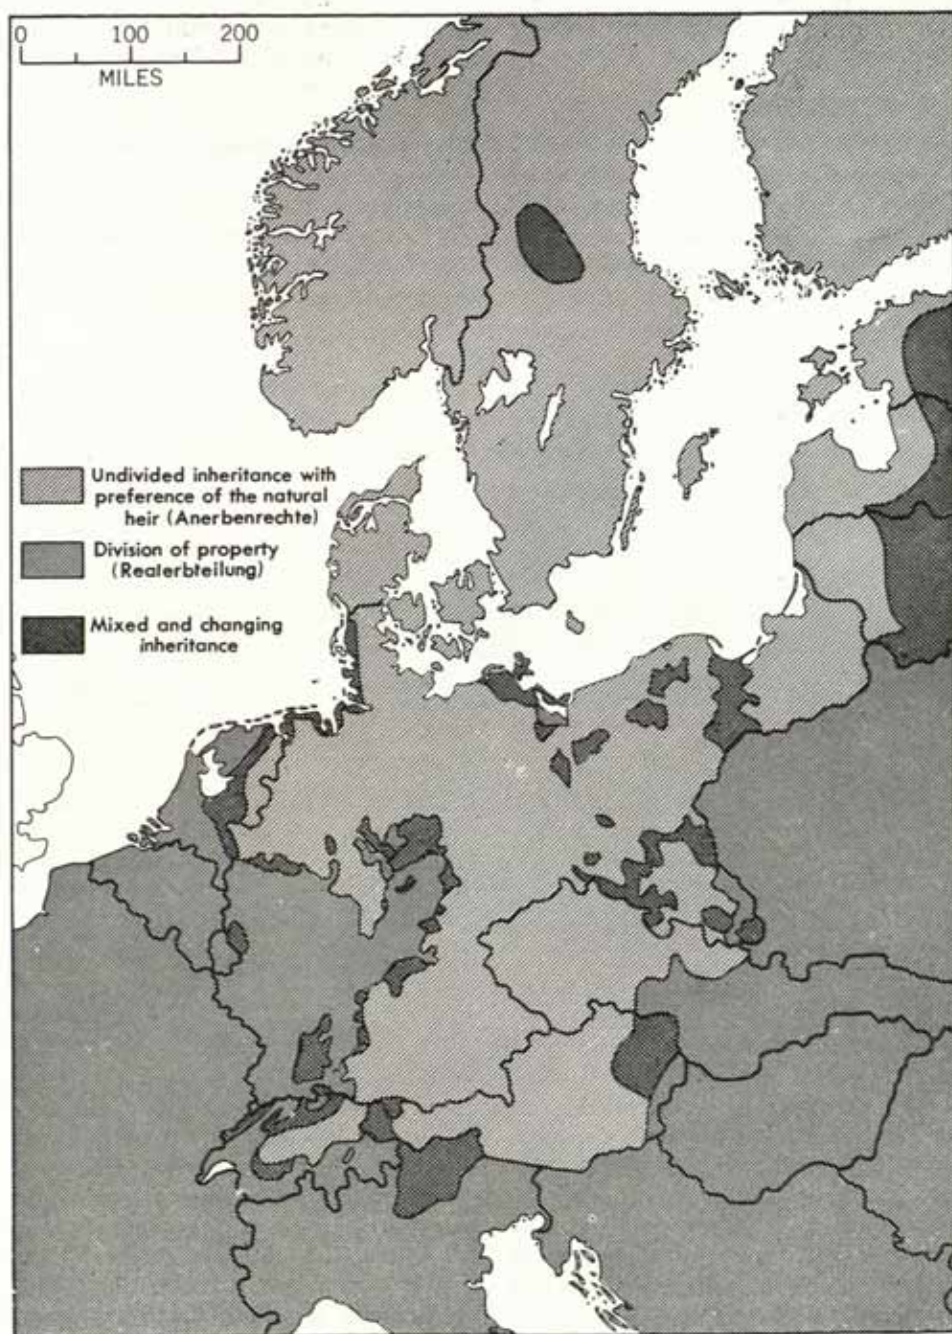 0 100 200
MILES
Undivided inheritance with
preference of the natural
heir (Anerbenrechte)
Division of property
(Realerbteilung)
Mixed and changing
inheritance